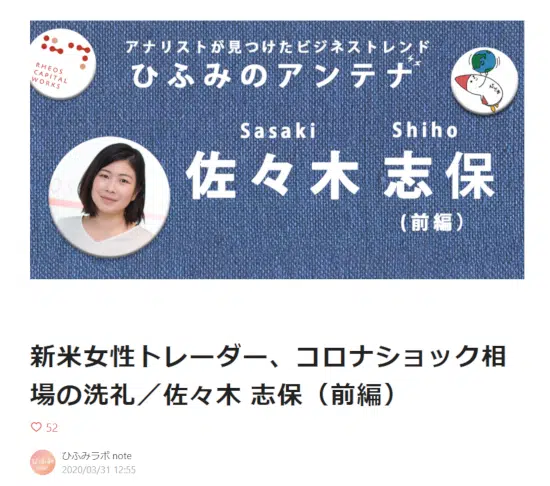 RHEOS
CAPITAL
WORKS
アナリストが見つけたビジネストレンド
ひふみのアンテナ
Sasaki Shiho
佐々木 志保
(前編)
新米女性トレーダー、コロナショック相
場の洗礼／佐々木 志保（前編）
52
ひふみラボ note
2020/03/31 12:55